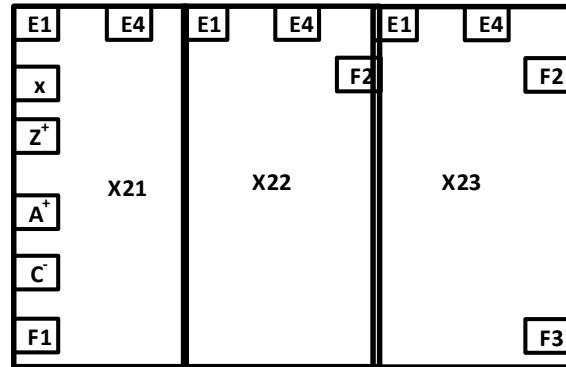 E1 E4 E1 E4 E1 E4
x F2 F2
Z⁺
X21 X22 X23
A⁺
C⁻
F1 F3